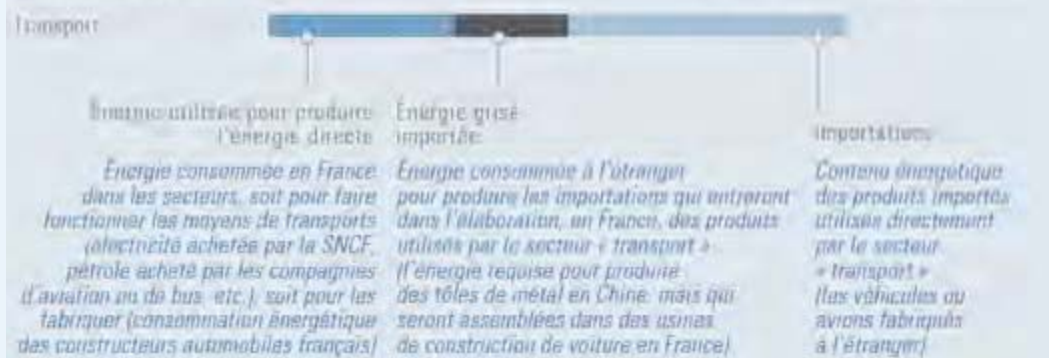 Transport
Énergie utilisée pour produire
l'énergie directe
Énergie consommée en France
dans les secteurs, soit pour faire
fonctionner les moyens de transports
(électricité achetée par la SNCF,
pétrole acheté par les compagnies
d'aviation ou de bus, etc.), soit pour les
fabriquer (consommation énergétique
des constructeurs automobiles français)
Énergie grise
importée
Énergie consommée à l'étranger
pour produire les importations qui entreront
dans l'élaboration, en France, des produits
utilisés par le secteur « transport »
(l'énergie requise pour produire
des tôles de métal en Chine, mais qui
seront assemblées dans des usines
de construction de voiture en France)
importations
Contenu énergétique
des produits importés
utilisés directement
par le secteur
« transport »
(les véhicules ou
avions fabriqués
à l'étranger)